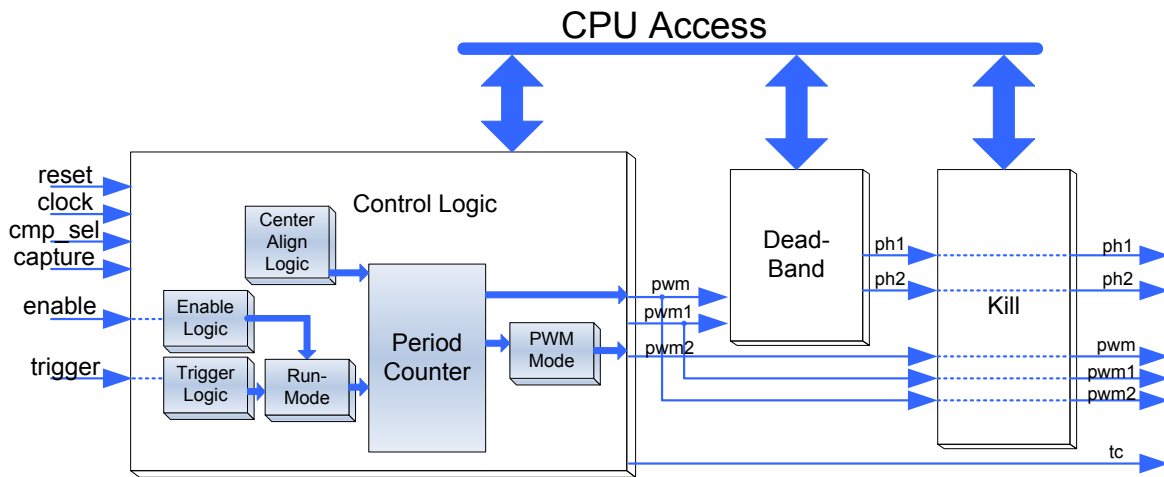 CPU Access
reset
clock
cmp_sel
capture
enable
trigger
Control Logic
Center
Align
Logic
Enable
Logic
Trigger
Logic
Run-
Mode
Period
Counter
PWM
Mode
pwm
pwm1
pwm2
Dead-
Band
ph1
ph2
Kill
ph1
ph2
pwm
pwm1
pwm2
tc